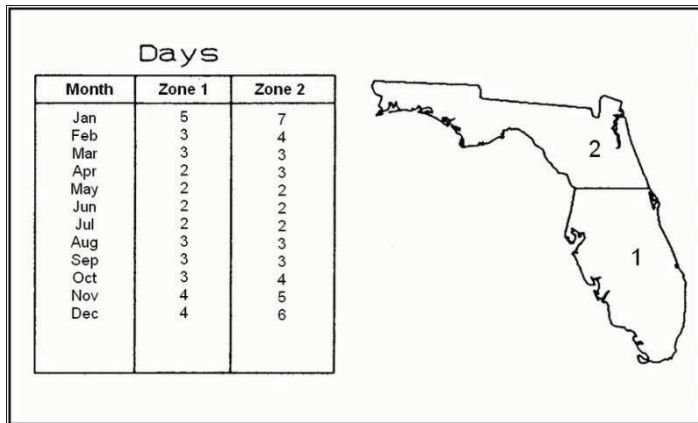 Days
Month Zone 1 Zone 2
Jan 5 7
Feb 3 4
Mar 3 3
Apr 2 3
May 2 2
Jun 2 2
Jul 2 2
Aug 3 3
Sep 3 3
Oct 3 4
Nov 4 5
Dec 4 6
2
1